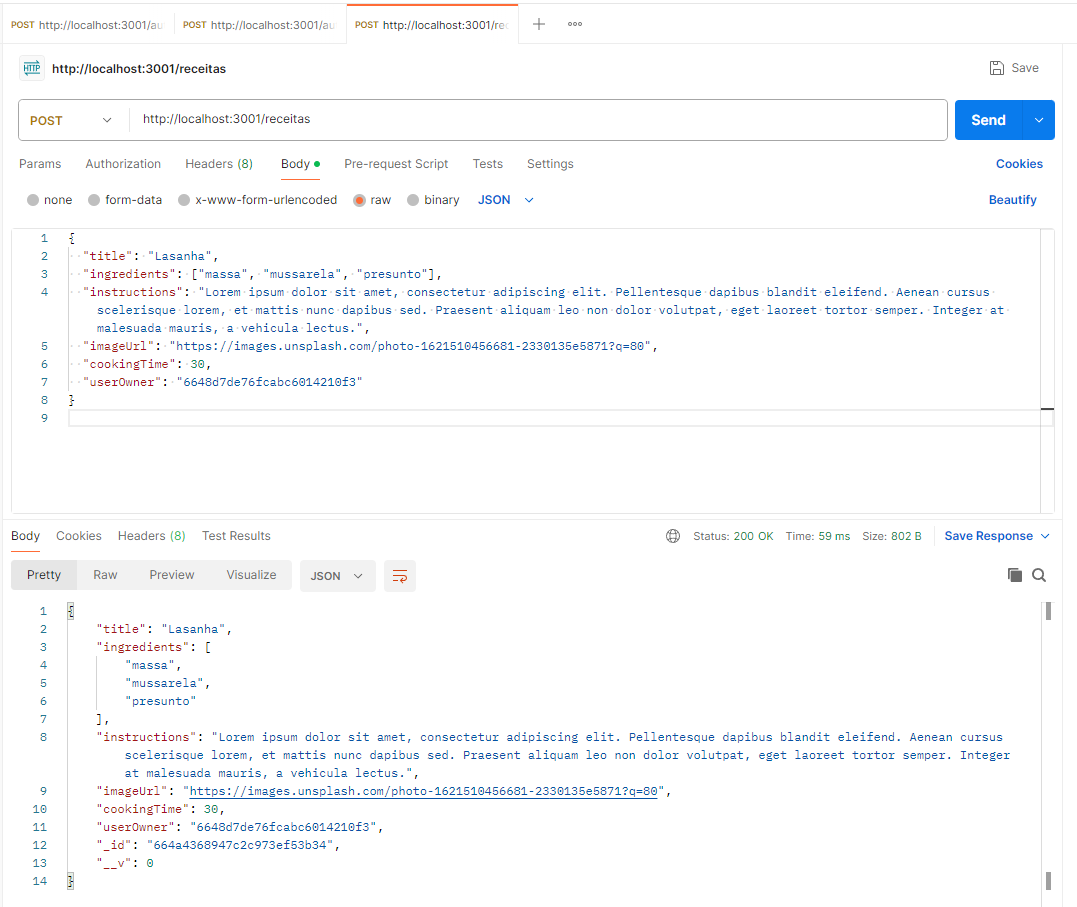 POST http://localhost:3001/au POST http://localhost:3001/au POST http://localhost:3001/rec
HTTP http://localhost:3001/receitas Save
POST http://localhost:3001/receitas Send
Params Authorization Headers (8) Body Pre-request Script Tests Settings Cookies
none form-data x-www-form-urlencoded raw binary JSON Beautify
1 {
2 "title": "Lasanha",
3 "ingredients": ["massa", "mussarela", "presunto"],
4 "instructions": "Lorem ipsum dolor sit amet, consectetur adipiscing elit. Pellentesque dapibus blandit eleifend. Aenean cursus
scelerisque lorem, et mattis nunc dapibus sed. Praesent aliquam leo non dolor volutpat, eget laoreet tortor semper. Integer at
malesuada mauris, a vehicula lectus.",
5 "imageUrl": "https://images.unsplash.com/photo-1621510456681-2330135e5871?q=80",
6 "cookingTime": 30,
7 "userOwner": "6648d7de76fcabc6014210f3"
8 }
9
Body Cookies Headers (8) Test Results Status: 200 OK Time: 59 ms Size: 802 B Save Response
Pretty Raw Preview Visualize JSON
1 {
2 "title": "Lasanha",
3 "ingredients": [
4 "massa",
5 "mussarela",
6 "presunto"
7 ],
8 "instructions": "Lorem ipsum dolor sit amet, consectetur adipiscing elit. Pellentesque dapibus blandit eleifend. Aenean cursus
scelerisque lorem, et mattis nunc dapibus sed. Praesent aliquam leo non dolor volutpat, eget laoreet tortor semper. Integer
at malesuada mauris, a vehicula lectus.",
9 "imageUrl": "https://images.unsplash.com/photo-1621510456681-2330135e5871?q=80",
10 "cookingTime": 30,
11 "userOwner": "6648d7de76fcabc6014210f3",
12 "_id": "664a4368947c2c973ef53b34",
13 "__v": 0
14 }